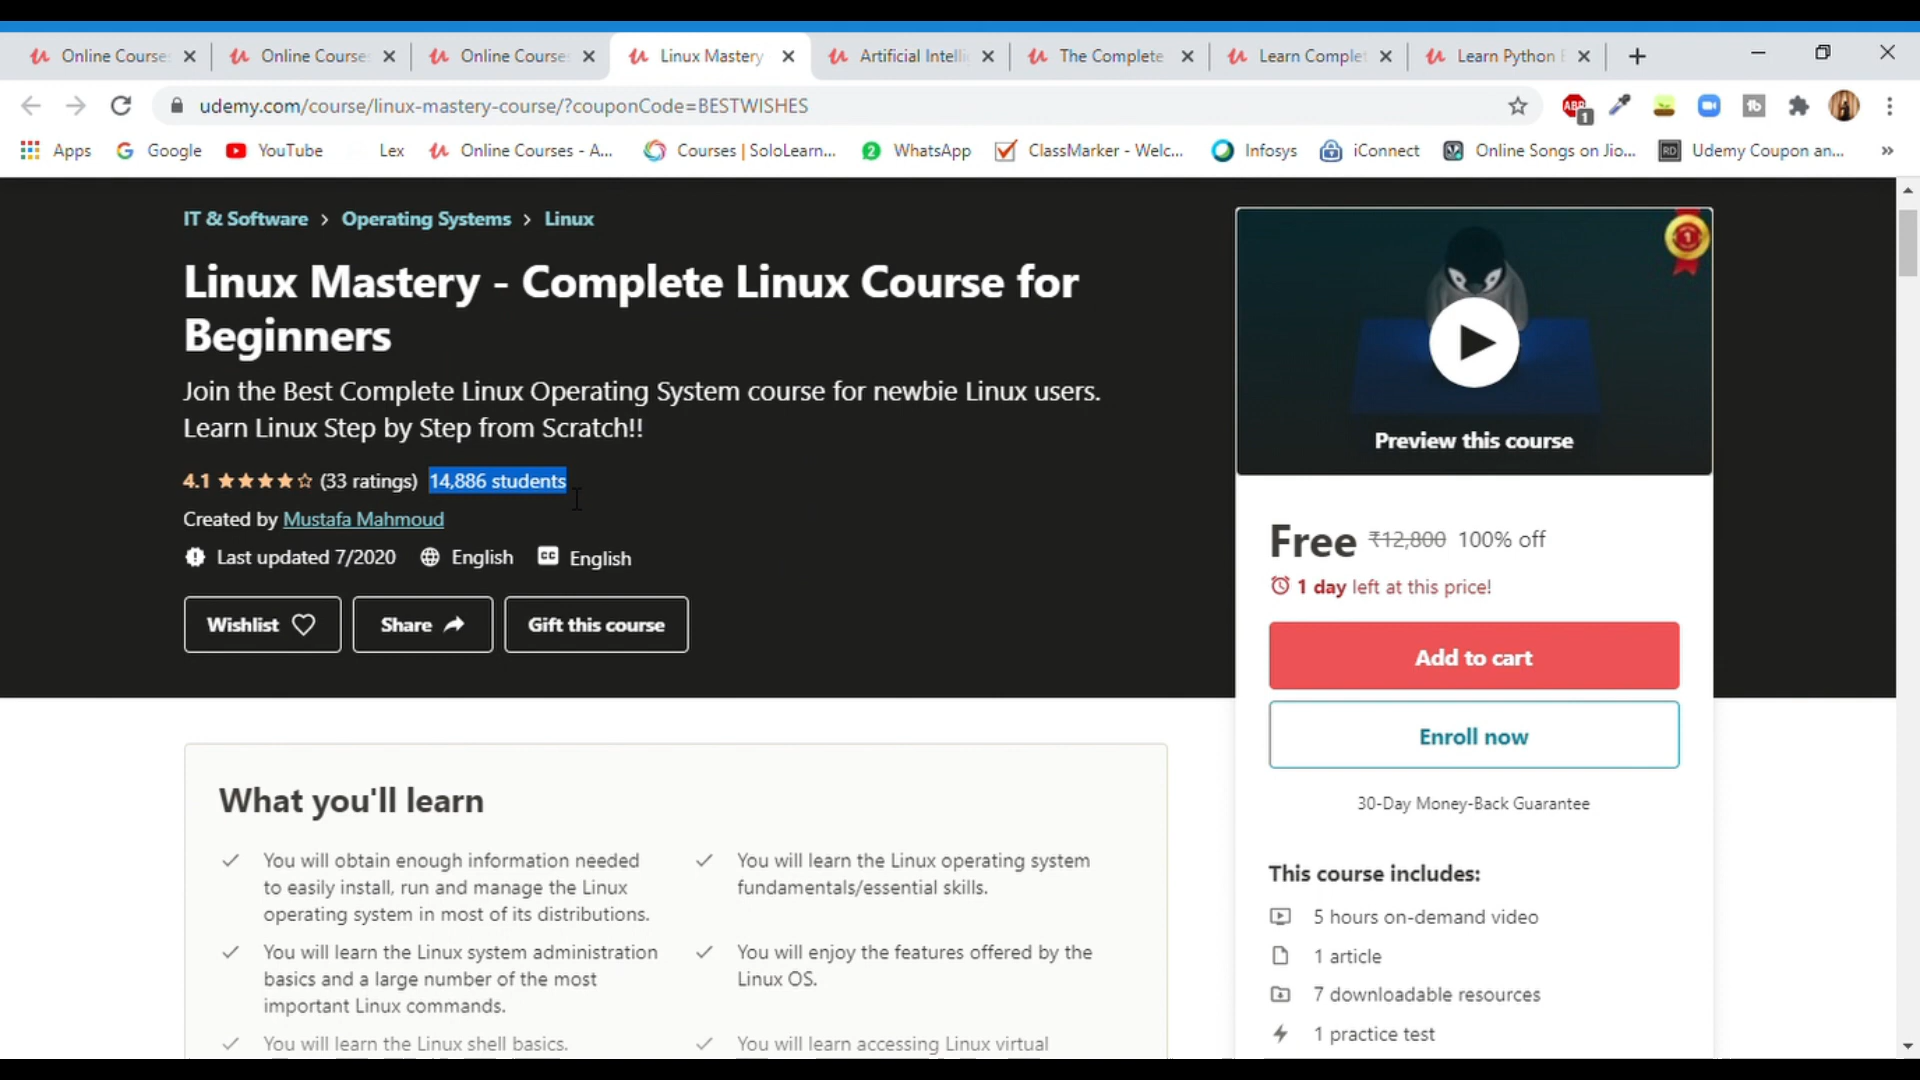 Online Course
Online Course
Online Course
Linux Mastery
Artificial Intelli
The Complete
Learn Complet
Learn Python
udemy.com/course/linux-mastery-course/?couponCode=BESTWISHES
ABP
1
tb
Apps
Google
YouTube
Lex
Online Courses - A...
Courses | SoloLearn...
2
WhatsApp
ClassMarker - Welc...
Infosys
iConnect
Online Songs on Jio...
RD
Udemy Coupon an...
»
IT & Software > Operating Systems > Linux
Linux Mastery - Complete Linux Course for
Beginners
Join the Best Complete Linux Operating System course for newbie Linux users.
Learn Linux Step by Step from Scratch!!
4.1 (33 ratings) 14,886 students
Created by Mustafa Mahmoud
Last updated 7/2020 English CC English
Wishlist
Share
Gift this course
1
Preview this course
Free ₹12,800 100% off
1 day left at this price!
Add to cart
Enroll now
30-Day Money-Back Guarantee
This course includes:
5 hours on-demand video
1 article
7 downloadable resources
1 practice test
What you'll learn
You will obtain enough information needed
to easily install, run and manage the Linux
operating system in most of its distributions.
You will learn the Linux operating system
fundamentals/essential skills.
You will learn the Linux system administration
basics and a large number of the most
important Linux commands.
You will enjoy the features offered by the
Linux OS.
You will learn the Linux shell basics.
You will learn accessing Linux virtual